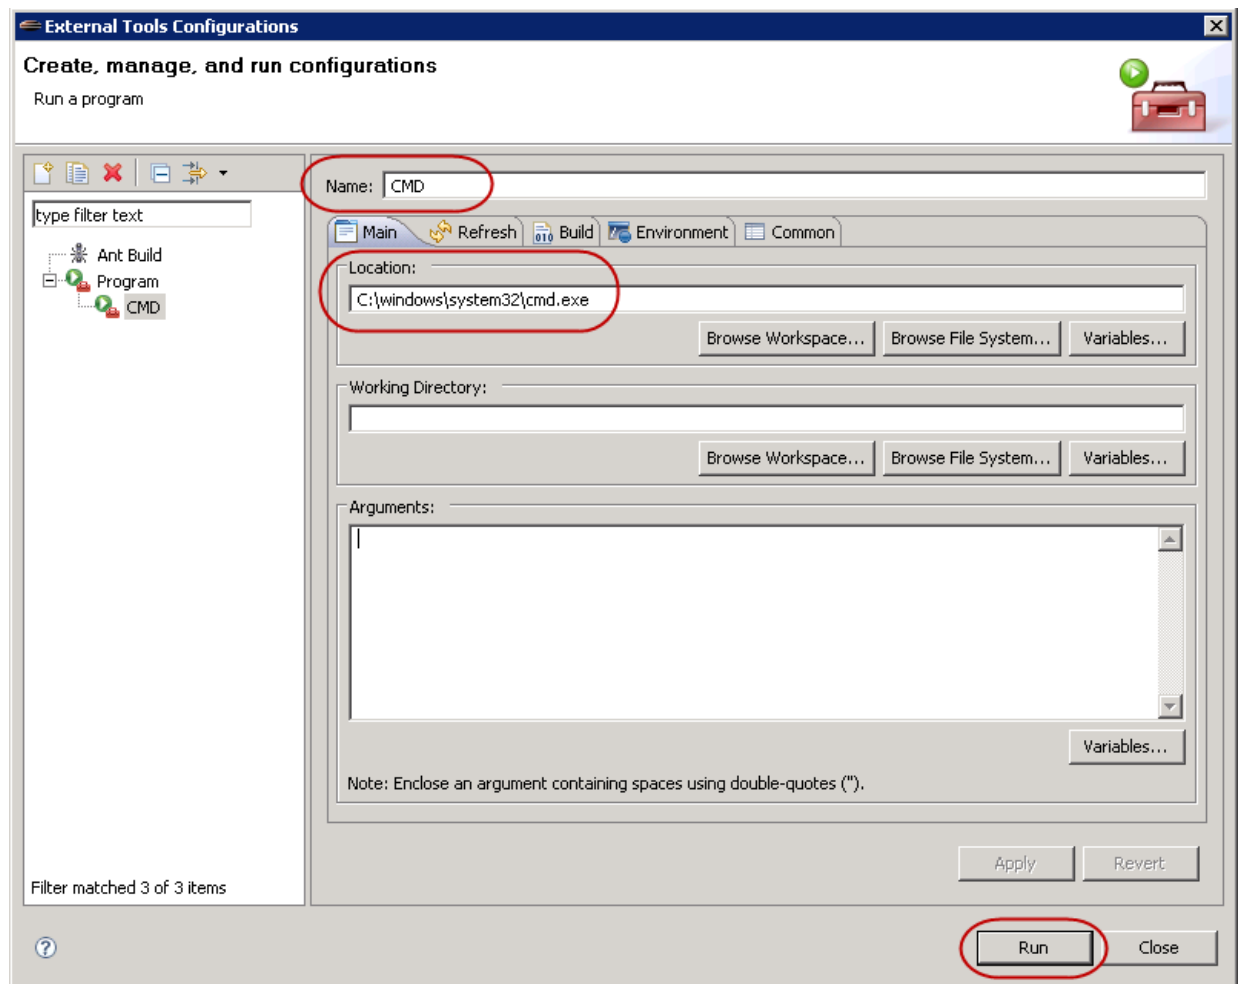 External Tools Configurations
Create, manage, and run configurations
Run a program
type filter text
Ant Build
Program
CMD
Filter matched 3 of 3 items
Name: CMD
Main Refresh Build Environment Common
Location:
C:\windows\system32\cmd.exe
Browse Workspace... Browse File System... Variables...
Working Directory:
Browse Workspace... Browse File System... Variables...
Arguments:
Variables...
Note: Enclose an argument containing spaces using double-quotes (").
Apply Revert
Run Close